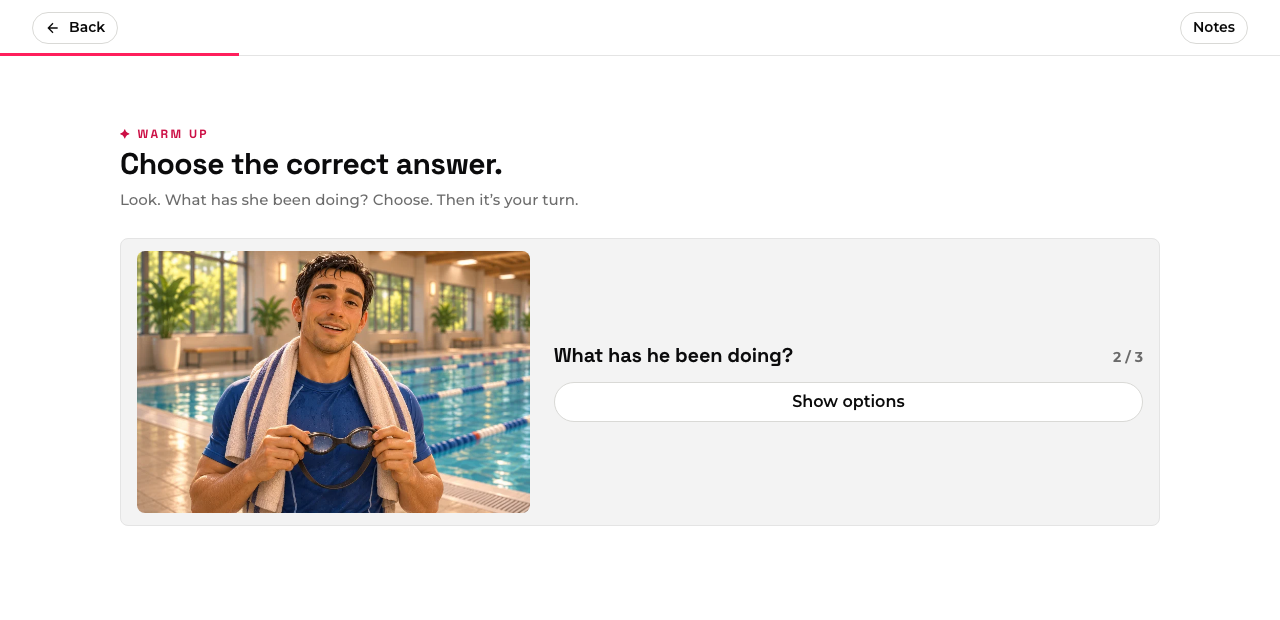 Back
Notes
WARM UP
Choose the correct answer.
Look. What has she been doing? Choose. Then it’s your turn.
What has he been doing?
2 / 3
Show options